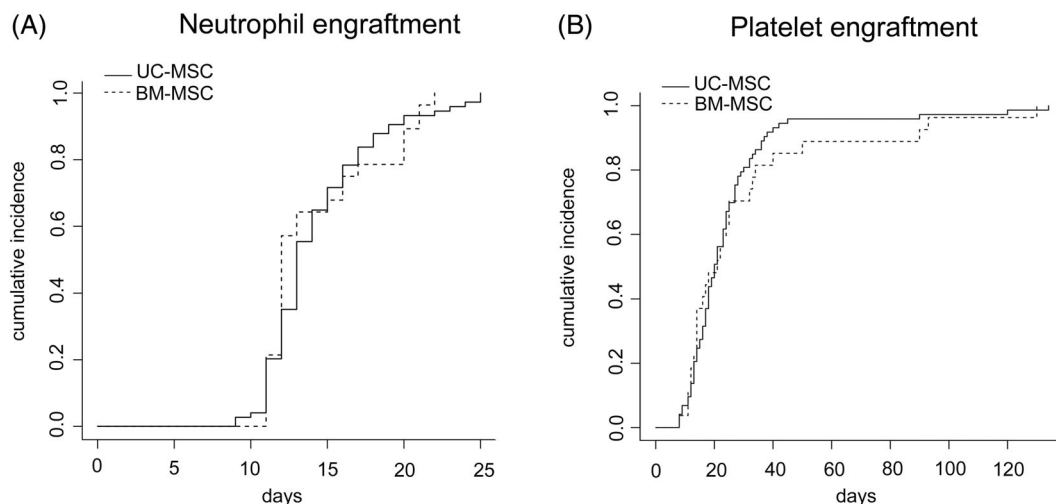 (A) Neutrophil engraftment
UC-MSC
BM-MSC
cumulative incidence
1.0
0.8
0.6
0.4
0.2
0.0
0 5 10 15 20 25
days
(B) Platelet engraftment
UC-MSC
BM-MSC
cumulative incidence
1.0
0.8
0.6
0.4
0.2
0.0
0 20 40 60 80 100 120
days